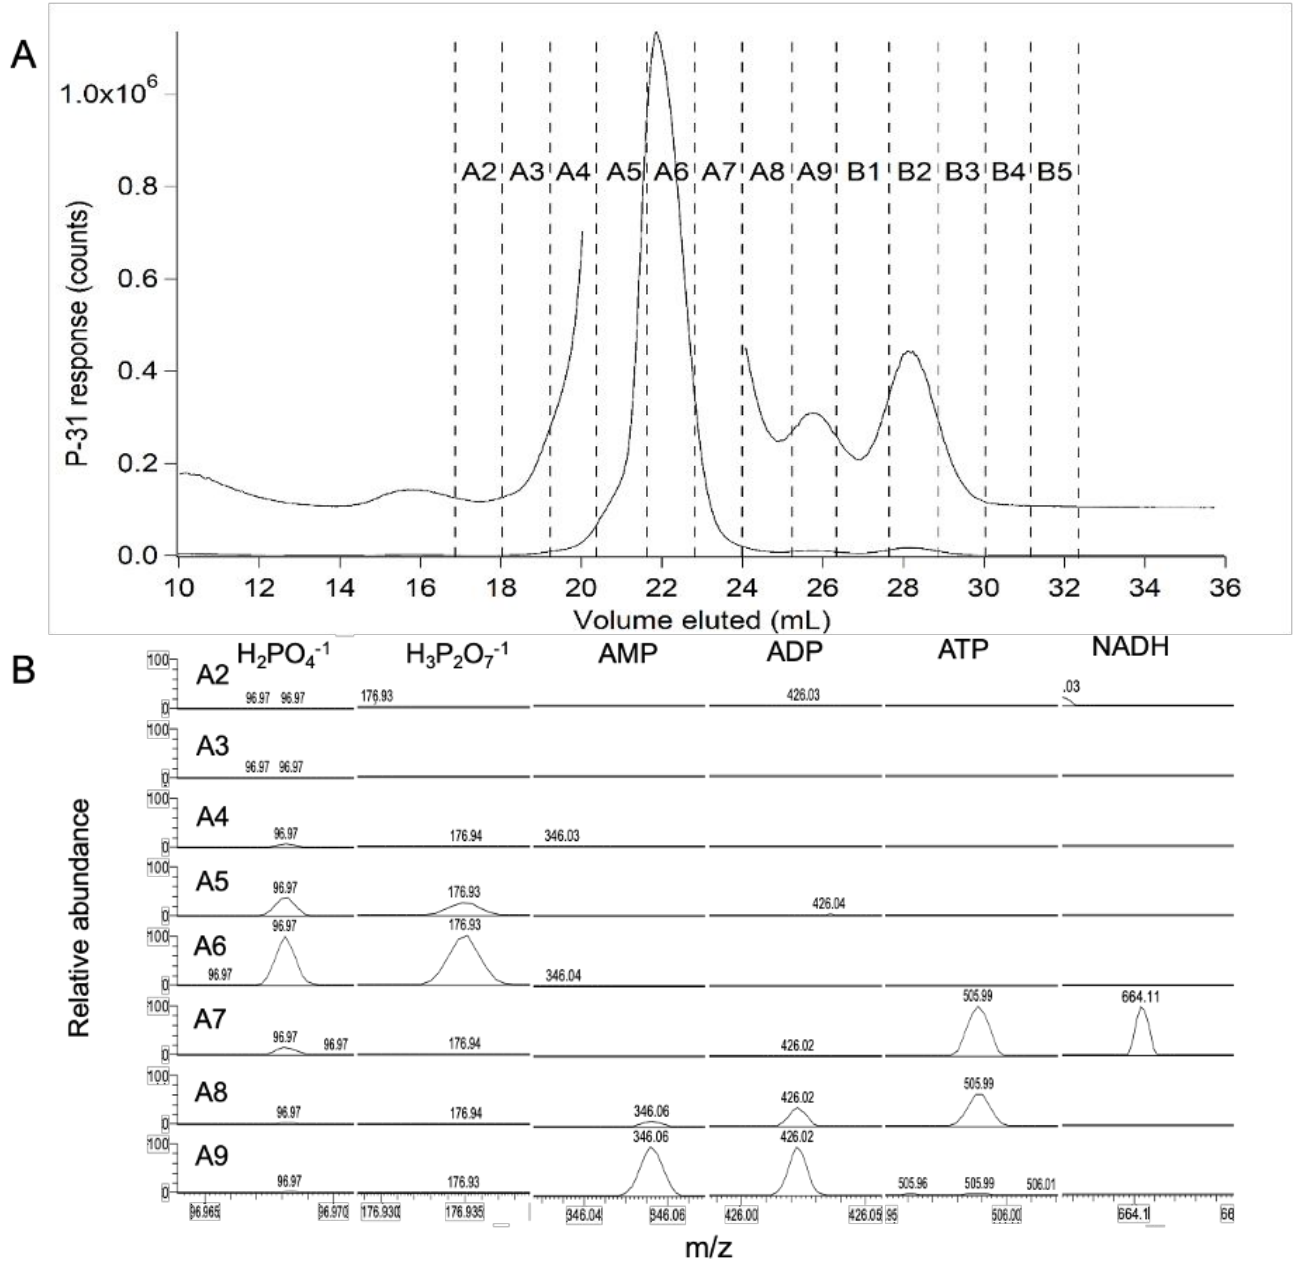 A
1.0x10⁶
0.8
0.6
0.4
0.2
0.0
P-31 response (counts)
A2 A3 A4 A5 A6 A7 A8 A9 B1 B2 B3 B4 B5
10 12 14 16 18 20 22 24 26 28 30 32 34 36
Volume eluted (mL)
B
H₂PO₄⁻¹ H₃P₂O₇⁻¹ AMP ADP ATP NADH
Relative abundance
100 A2 96.97 96.97 176.93 426.03 .03
0
100 A3 96.97 96.97
0
100 A4 96.97 176.94 346.03
0
100 A5 96.97 176.93 426.04
0
100 A6 96.97 96.97 176.93 346.04
0
100 A7 96.97 96.97 176.94 426.02 505.99 664.11
0
100 A8 96.97 176.94 346.06 426.02 505.99
0
100 A9 96.97 176.93 346.06 426.02 505.96 505.99 506.01
0
96.965 96.970 176.930 176.935 346.04 346.06 426.00 426.05 .95 506.00 664.1 66
m/z